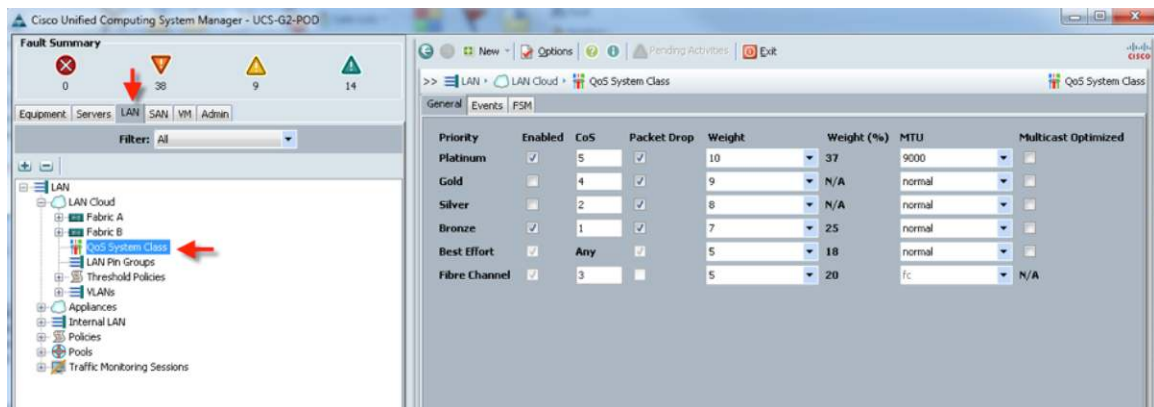 Cisco Unified Computing System Manager - UCS-G2-POD
Fault Summary
0 38 9 14
Equipment Servers LAN SAN VM Admin
Filter: All
LAN
LAN Cloud
Fabric A
Fabric B
QoS System Class
LAN Pin Groups
Threshold Policies
VLANs
Appliances
Internal LAN
Policies
Pools
Traffic Monitoring Sessions
New Options Pending Activities Exit
cisco
>> LAN LAN Cloud QoS System Class QoS System Class
General Events FSM
Priority Enabled CoS Packet Drop Weight Weight (%) MTU Multicast Optimized
Platinum 5 10 37 9000
Gold 4 9 N/A normal
Silver 2 8 N/A normal
Bronze 1 7 25 normal
Best Effort Any 5 18 normal
Fibre Channel 3 5 20 fc N/A